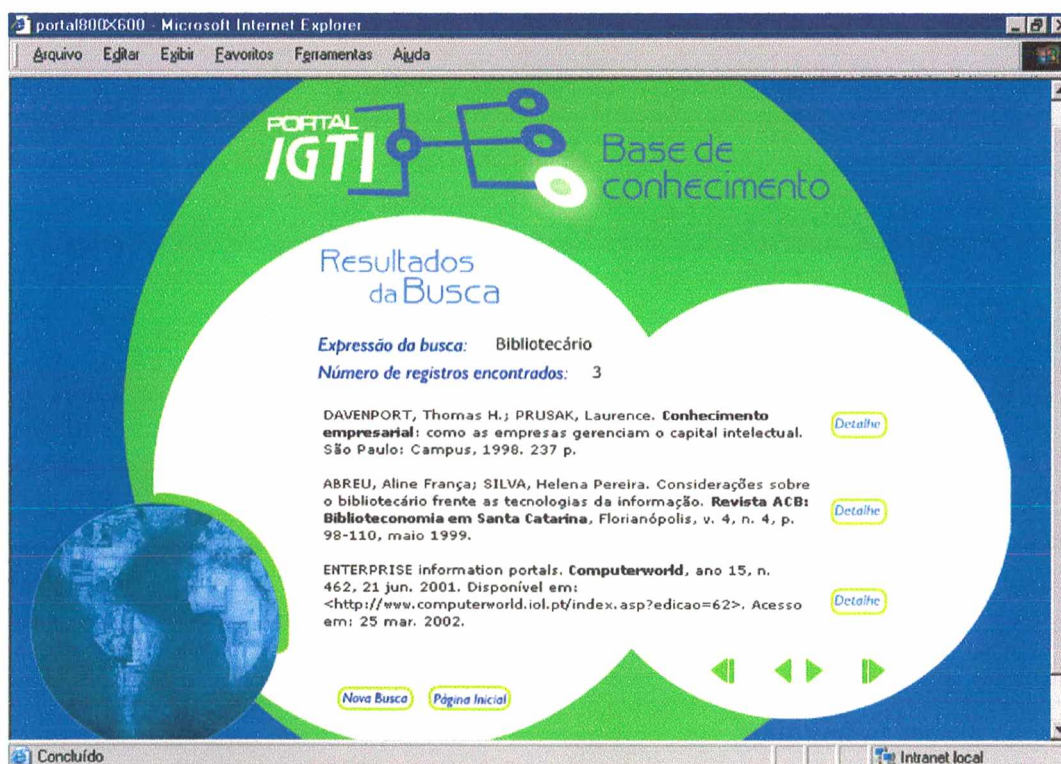 portal800X600 - Microsoft Internet Explorer
Arquivo Editar Exibir Favoritos Ferramentas Ajuda
PORTAL
IGTI
Base de
conhecimento
Resultados
da Busca
Expressão da busca: Bibliotecário
Número de registros encontrados: 3
DAVENPORT, Thomas H.; PRUSAK, Laurence. Conhecimento
empresarial: como as empresas gerenciam o capital intelectual.
São Paulo: Campus, 1998. 237 p.
Detalhe
ABREU, Aline França; SILVA, Helena Pereira. Considerações sobre
o bibliotecário frente as tecnologias da informação. Revista ACB:
Biblioteconomia em Santa Catarina, Florianópolis, v. 4, n. 4, p.
98-110, maio 1999.
Detalhe
ENTERPRISE information portals. Computerworld, ano 15, n.
462, 21 jun. 2001. Disponível em:
<http://www.computerworld.iol.pt/index.asp?edicao=62>. Acesso
em: 25 mar. 2002.
Detalhe
Nova Busca Página Inicial
Concluído Intranet local